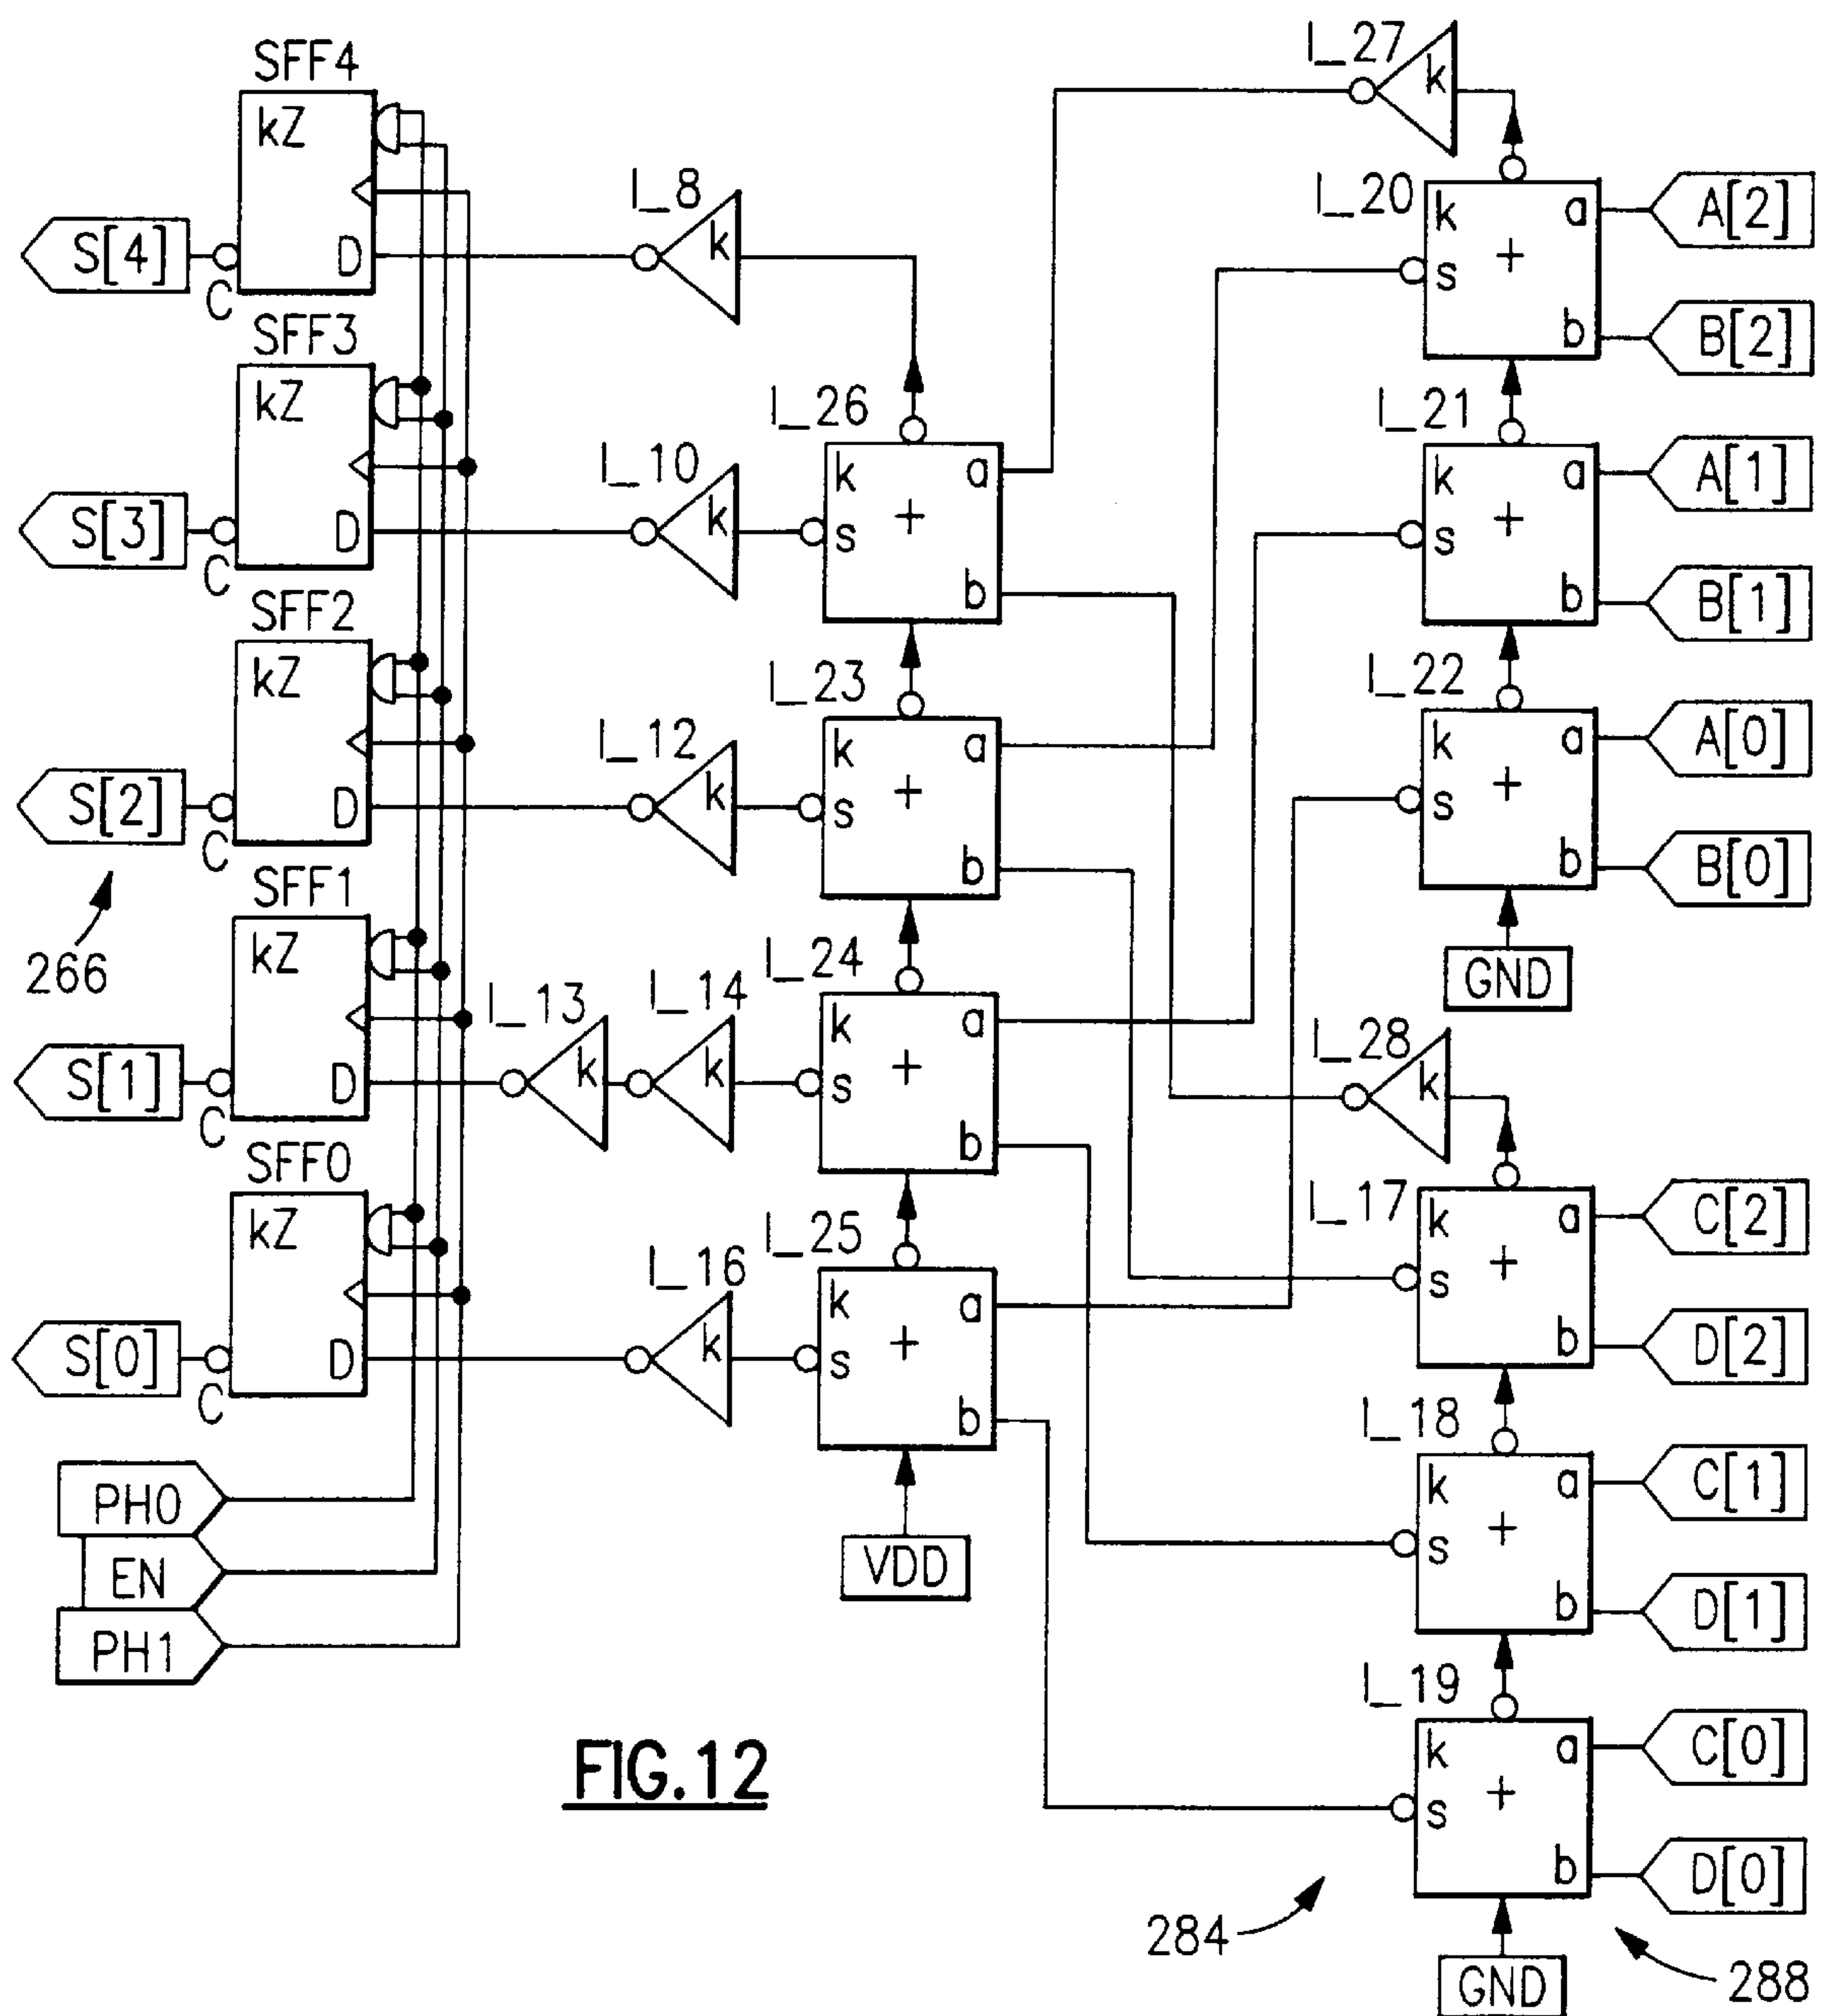 I_27
SFF4
kZ
k
I_8
I_20
k
a
A[2]
k
+
s
S[4]
D
b
B[2]
C
SFF3
I_26
I_21
kZ
I_10
k
a
k
a
A[1]
k
+
+
S[3]
D
s
s
b
b
B[1]
C
SFF2
I_23
I_22
kZ
I_12
k
a
k
a
A[0]
k
+
+
S[2]
D
s
s
b
b
B[0]
C
SFF1
266
I_24
kZ
GND
I_13
I_14
k
a
I_28
k
k
+
k
S[1]
D
s
b
C
SFF0
I_25
I_17
k
a
C[2]
kZ
I_16
k
a
+
s
k
+
S[0]
D
s
b
D[2]
b
C
I_18
k
a
C[1]
PH0
+
s
EN
VDD
b
D[1]
PH1
I_19
k
a
C[0]
FIG.12
+
s
b
D[0]
284
288
GND